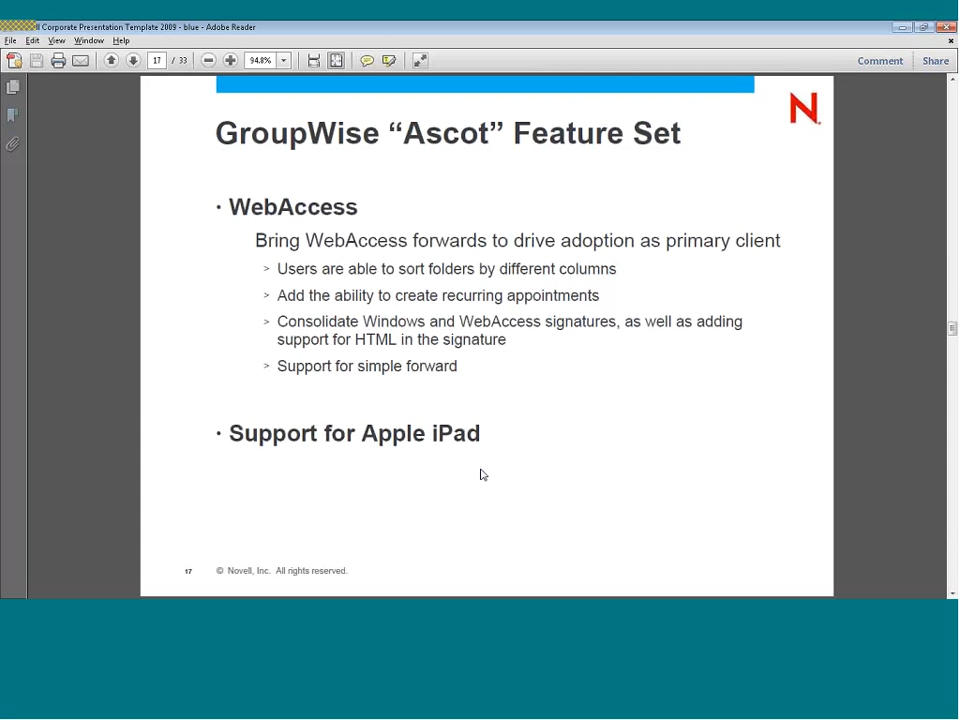 ll Corporate Presentation Template 2009 - blue - Adobe Reader
File Edit View Window Help
17 / 33 94.8% Comment Share
N
GroupWise “Ascot” Feature Set
• WebAccess
Bring WebAccess forwards to drive adoption as primary client
> Users are able to sort folders by different columns
> Add the ability to create recurring appointments
> Consolidate Windows and WebAccess signatures, as well as adding
support for HTML in the signature
> Support for simple forward
• Support for Apple iPad
17 © Novell, Inc. All rights reserved.